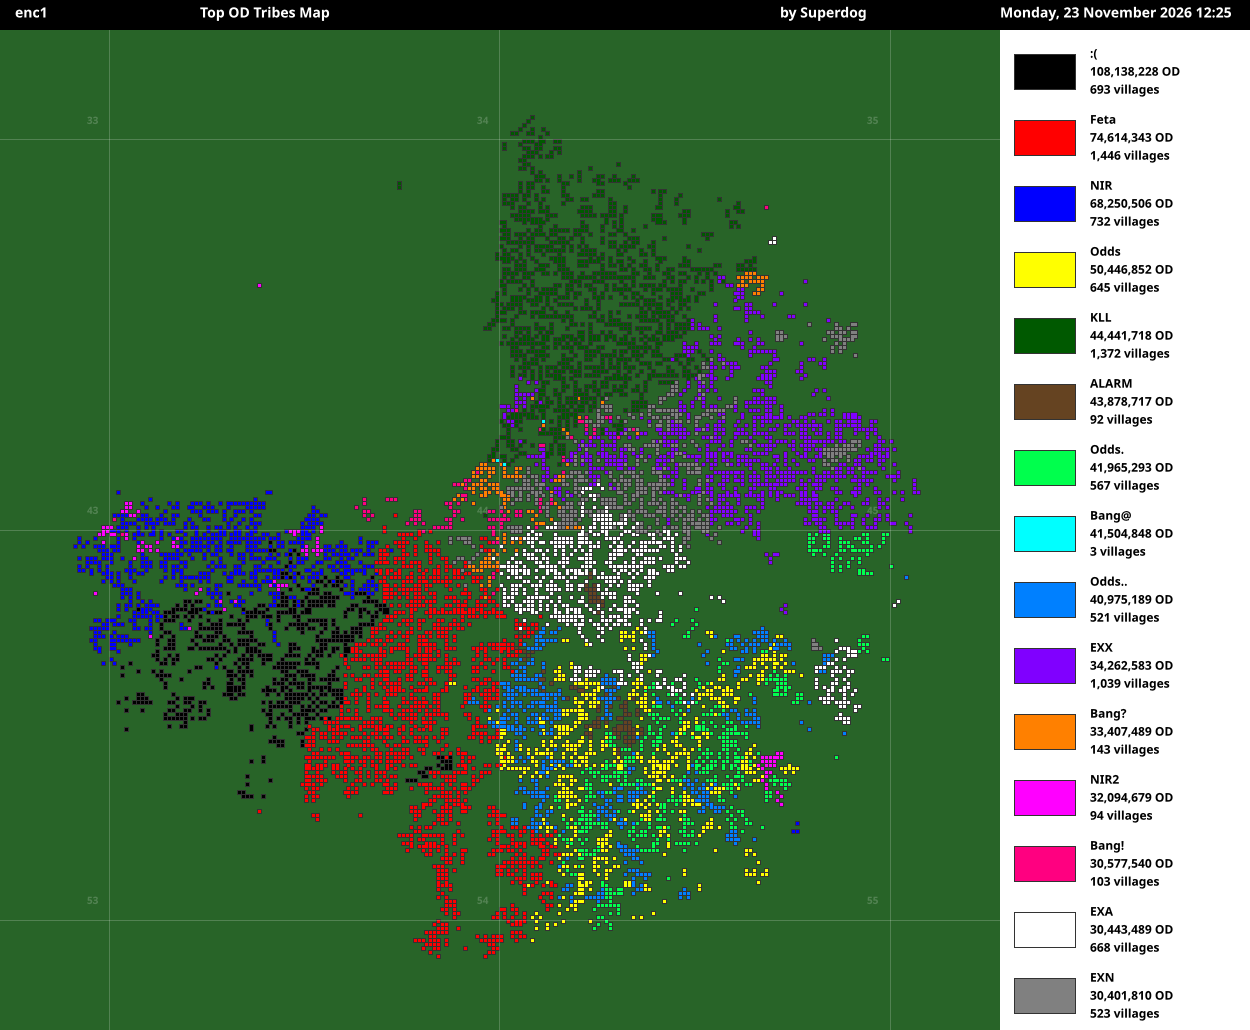 enc1 Top OD Tribes Map by Superdog Monday, 23 November 2026 12:25
:(
108,138,228 OD
693 villages
Feta
74,614,343 OD
1,446 villages
NIR
68,250,506 OD
732 villages
Odds
50,446,852 OD
645 villages
KLL
44,441,718 OD
1,372 villages
ALARM
43,878,717 OD
92 villages
Odds.
41,965,293 OD
567 villages
Bang@
41,504,848 OD
3 villages
Odds..
40,975,189 OD
521 villages
EXX
34,262,583 OD
1,039 villages
Bang?
33,407,489 OD
143 villages
NIR2
32,094,679 OD
94 villages
Bang!
30,577,540 OD
103 villages
EXA
30,443,489 OD
668 villages
EXN
30,401,810 OD
523 villages
33 34 35
43 44 45
53 54 55